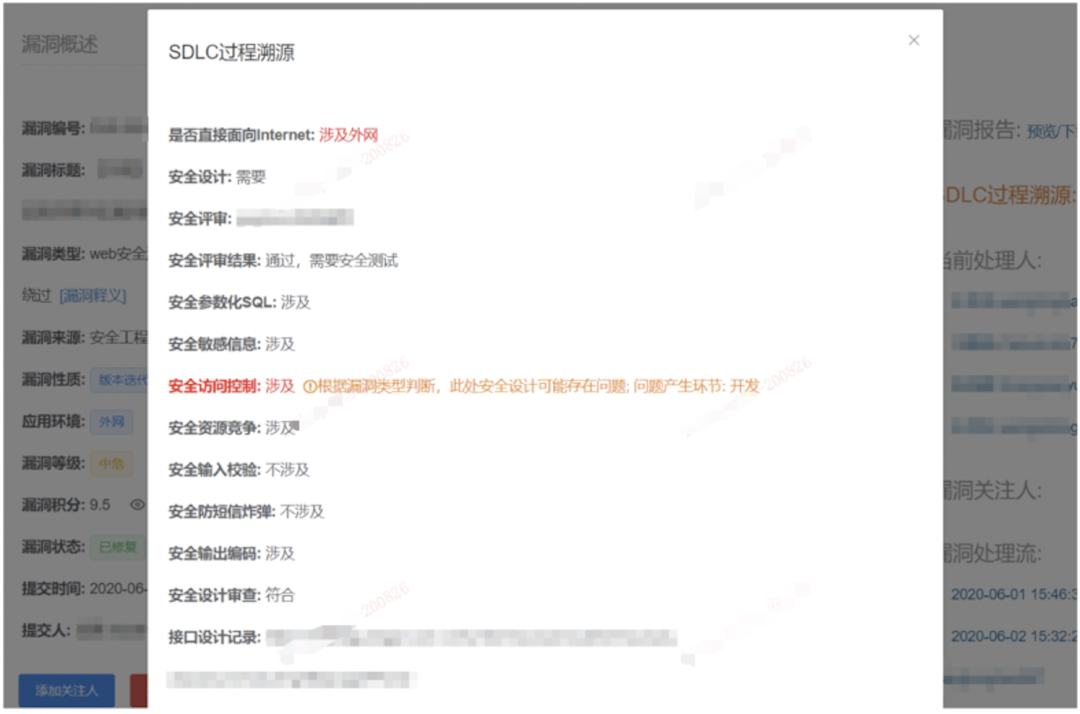 漏洞概述
漏洞编号:
漏洞标题:
漏洞类型: web安全
绕过 [漏洞释义]
漏洞来源: 安全工程
漏洞性质: 版本迭代
应用环境: 外网
漏洞等级: 中危
漏洞积分: 9.5
漏洞状态: 已修复
提交时间: 2020-06-
提交人:
添加关注人
SDLC过程溯源
是否直接面向Internet: 涉及外网
安全设计: 需要
安全评审:
安全评审结果: 通过，需要安全测试
安全参数化SQL: 涉及
安全敏感信息: 涉及
安全访问控制: 涉及 根据漏洞类型判断，此处安全设计可能存在问题; 问题产生环节: 开发
安全资源竞争: 涉及
安全输入校验: 不涉及
安全防短信炸弹: 不涉及
安全输出编码: 涉及
安全设计审查: 符合
接口设计记录:
200826
200826
200826
200826
洞报告: 预览/下
DLC过程溯源:
当前处理人:
洞关注人:
洞处理流:
2020-06-01 15:46:3
2020-06-02 15:32:2